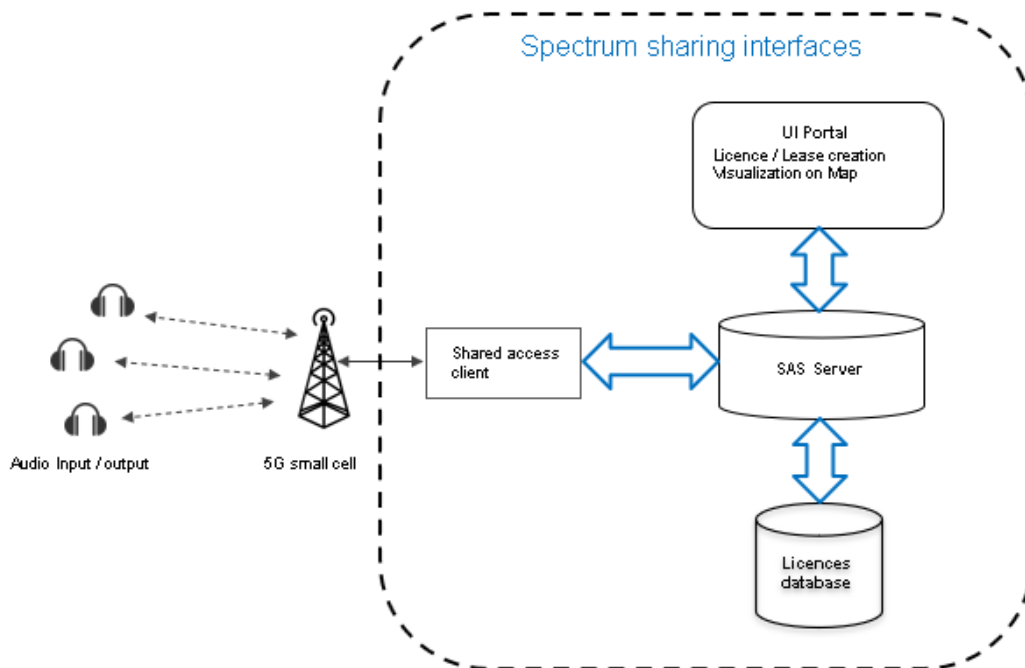 Spectrum sharing interfaces
UI Portal
Licence / Lease creation
Visualization on Map
Shared access
client
SAS Server
Audio Input / output
5G small cell
Licences
database